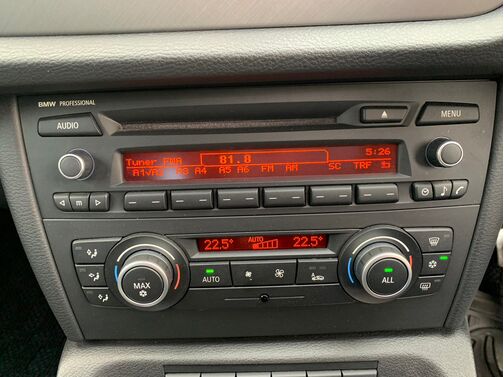 BMW PROFESSIONAL
AUDIO
MENU
5:26
Tuner FMA 81.8
A1 A3 A4 A5 A6 FM AM SC TRF
m
22.5° AUTO 22.5°
MAX
AUTO
ALL